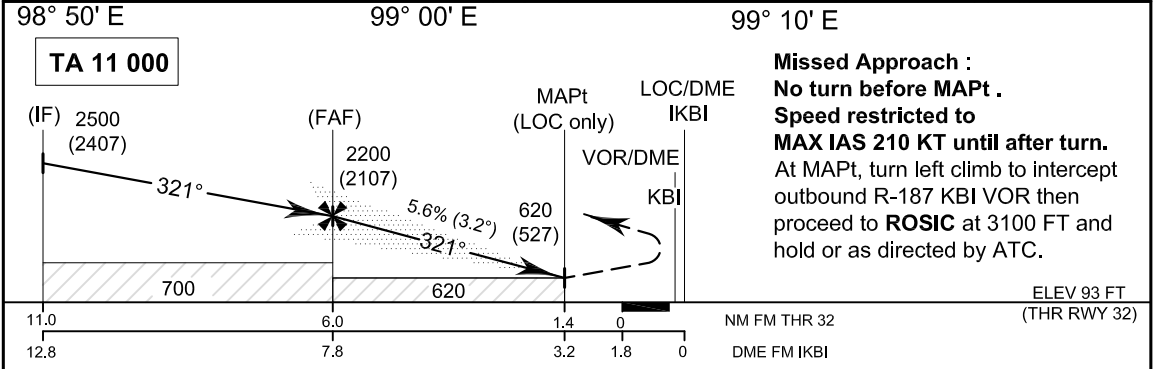 98° 50' E
99° 00' E
99° 10' E
TA 11 000
(IF)
2500
(2407)
321°
(FAF)
2200
(2107)
5.6% (3.2°)
321°
620
(527)
MAPt
(LOC only)
LOC/DME
IKBI
VOR/DME
KBI
700
620
Missed Approach :
No turn before MAPt .
Speed restricted to
MAX IAS 210 KT until after turn.
At MAPt, turn left climb to intercept
outbound R-187 KBI VOR then
proceed to ROSIC at 3100 FT and
hold or as directed by ATC.
ELEV 93 FT
(THR RWY 32)
11.0 6.0 1.4 0 NM FM THR 32
12.8 7.8 3.2 1.8 0 DME FM IKBI